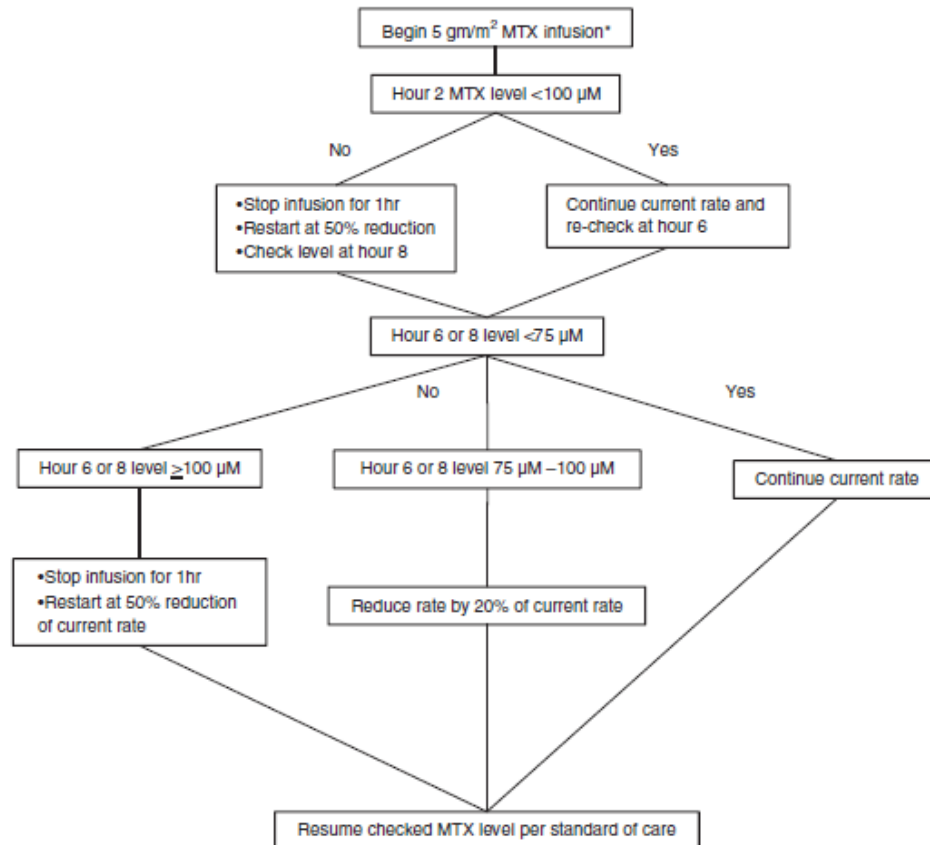 Begin 5 gm/m² MTX infusion*
Hour 2 MTX level <100 µM
No
Yes
•Stop infusion for 1hr
•Restart at 50% reduction
•Check level at hour 8
Continue current rate and
re-check at hour 6
Hour 6 or 8 level <75 µM
No
Yes
Hour 6 or 8 level ≥100 µM
Hour 6 or 8 level 75 µM –100 µM
Continue current rate
•Stop infusion for 1hr
•Restart at 50% reduction
of current rate
Reduce rate by 20% of current rate
Resume checked MTX level per standard of care